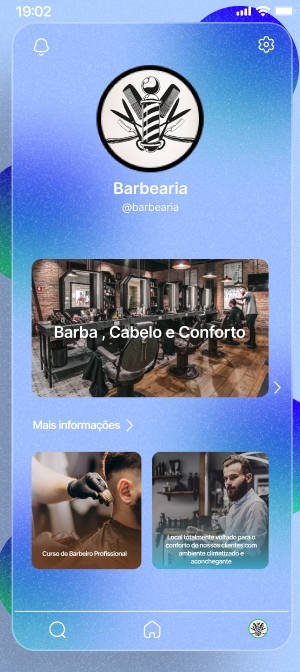 19:02
Barbearia
@barbearia
Barba , Cabelo e Conforto
Mais informações
Curso de Barbeiro Profissional
Local totalmente voltado para o
conforto de nossos clientes com
ambiente climatizado e
aconchegante